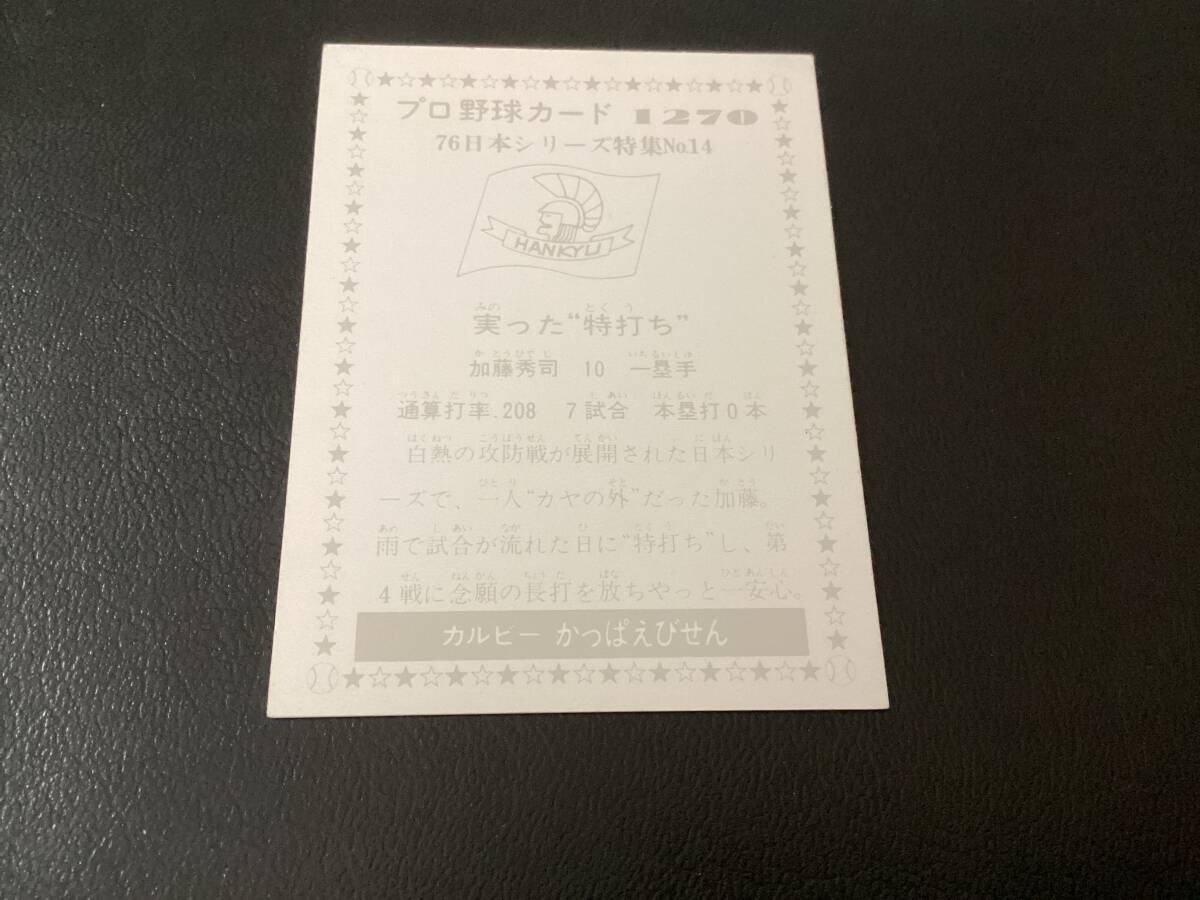 プロ野球カード 1270
76日本シリーズ特集No.14
HANKYU
実った“特打ち”
加藤秀司 10 一塁手
通算打率.208 7試合 本塁打0本
白熱の攻防戦が展開された日本シリ
ーズで、一人“カヤの外”だった加藤。
雨で試合が流れた日に“特打ち”し、第
4戦に念願の長打を放ちやっと一安心。
カルビー かっぱえびせん